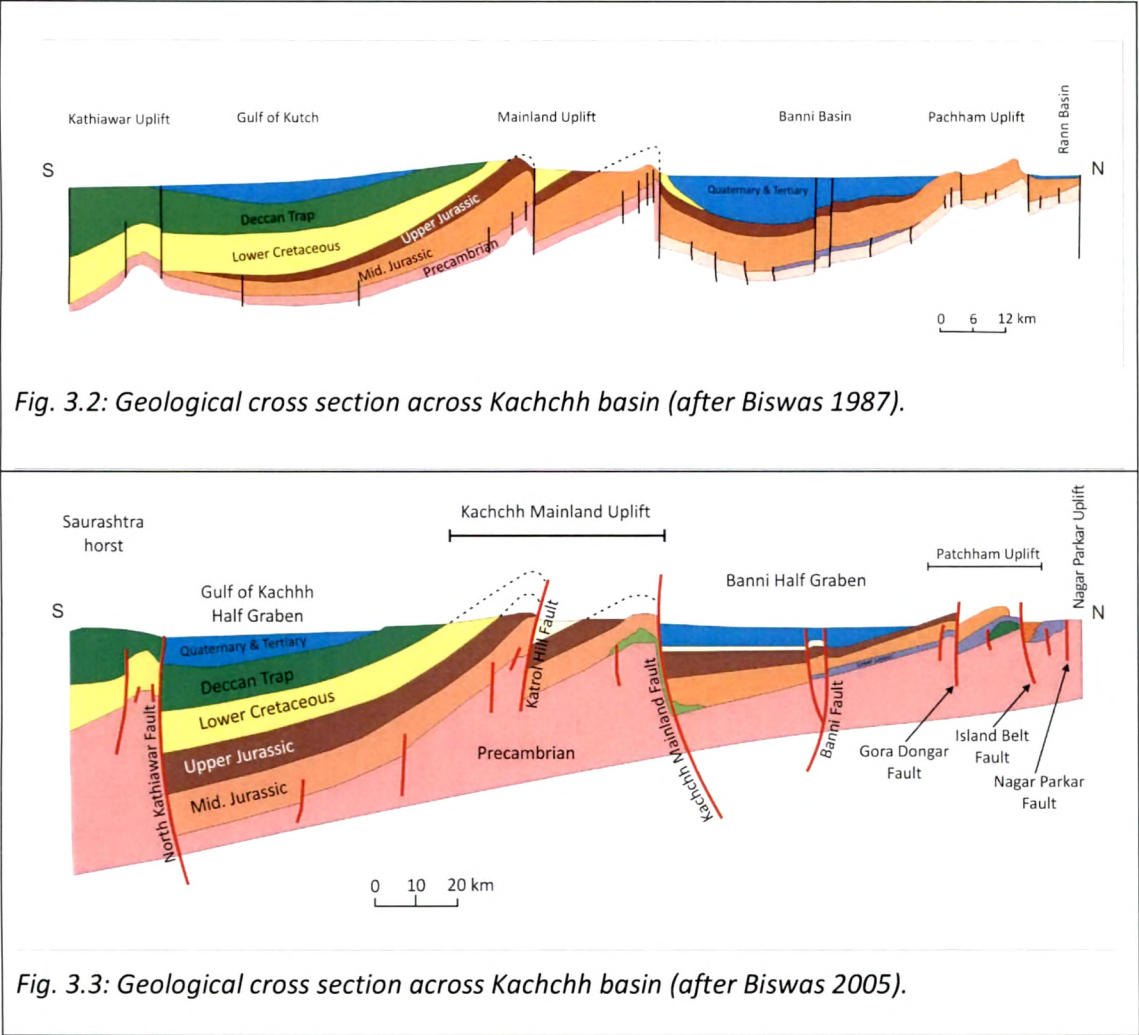 Kathiawar Uplift
Gulf of Kutch
Mainland Uplift
Banni Basin
Pachham Uplift
Rann Basin
S
N
Quaternary & Tertiary
Deccan Trap
Upper Jurassic
Lower Cretaceous
Mid. Jurassic
Precambrian
0 6 12 km
Fig. 3.2: Geological cross section across Kachchh basin (after Biswas 1987).
Saurashtra
horst
Kachchh Mainland Uplift
Nagar Parkar Uplift
Patchham Uplift
Gulf of Kachhh
Half Graben
Banni Half Graben
S
N
Quaternary & Tertiary
Deccan Trap
Lower Cretaceous
Upper Jurassic
Mid. Jurassic
Precambrian
North Kathiawar Fault
Katrol Hill Fault
Kachchh Mainland Fault
Banni Fault
Gora Dongar
Fault
Island Belt
Fault
Nagar Parkar
Fault
0 10 20 km
Fig. 3.3: Geological cross section across Kachchh basin (after Biswas 2005).